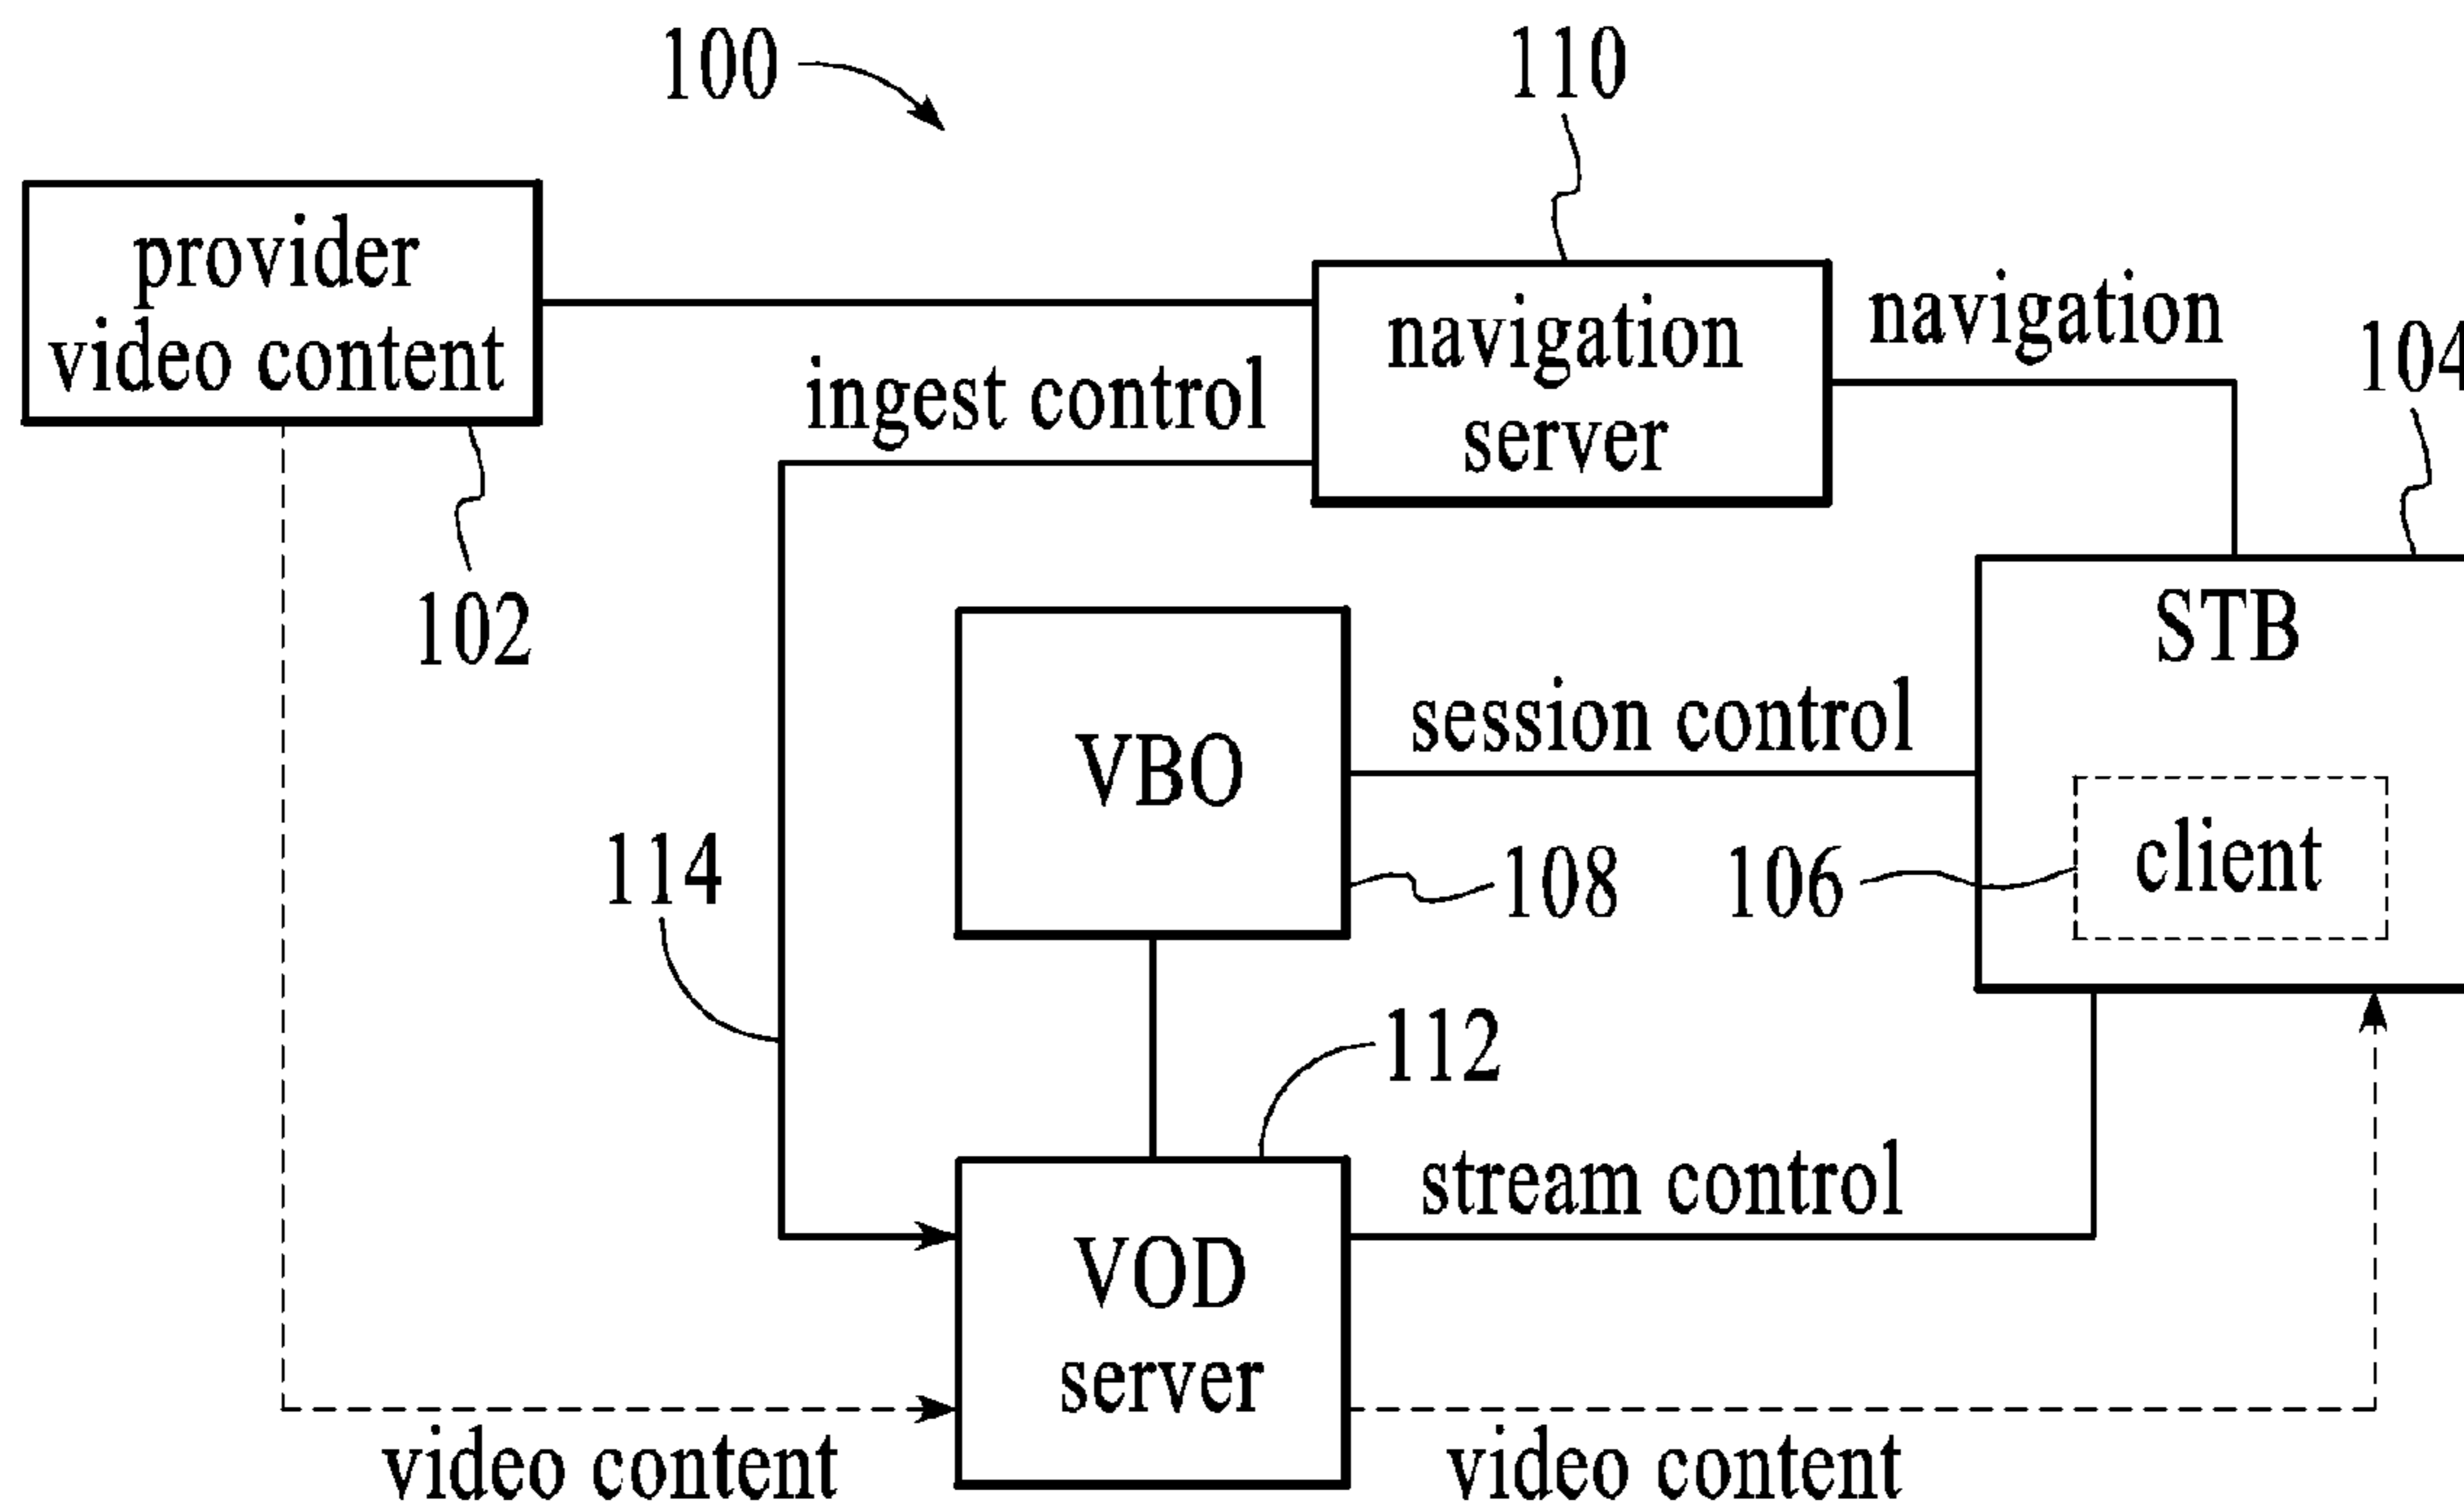 100
110
provider
video content
navigation
server
navigation
104
ingest control
102
STB
VBO
session control
client
114
108
106
112
VOD
server
stream control
video content
video content